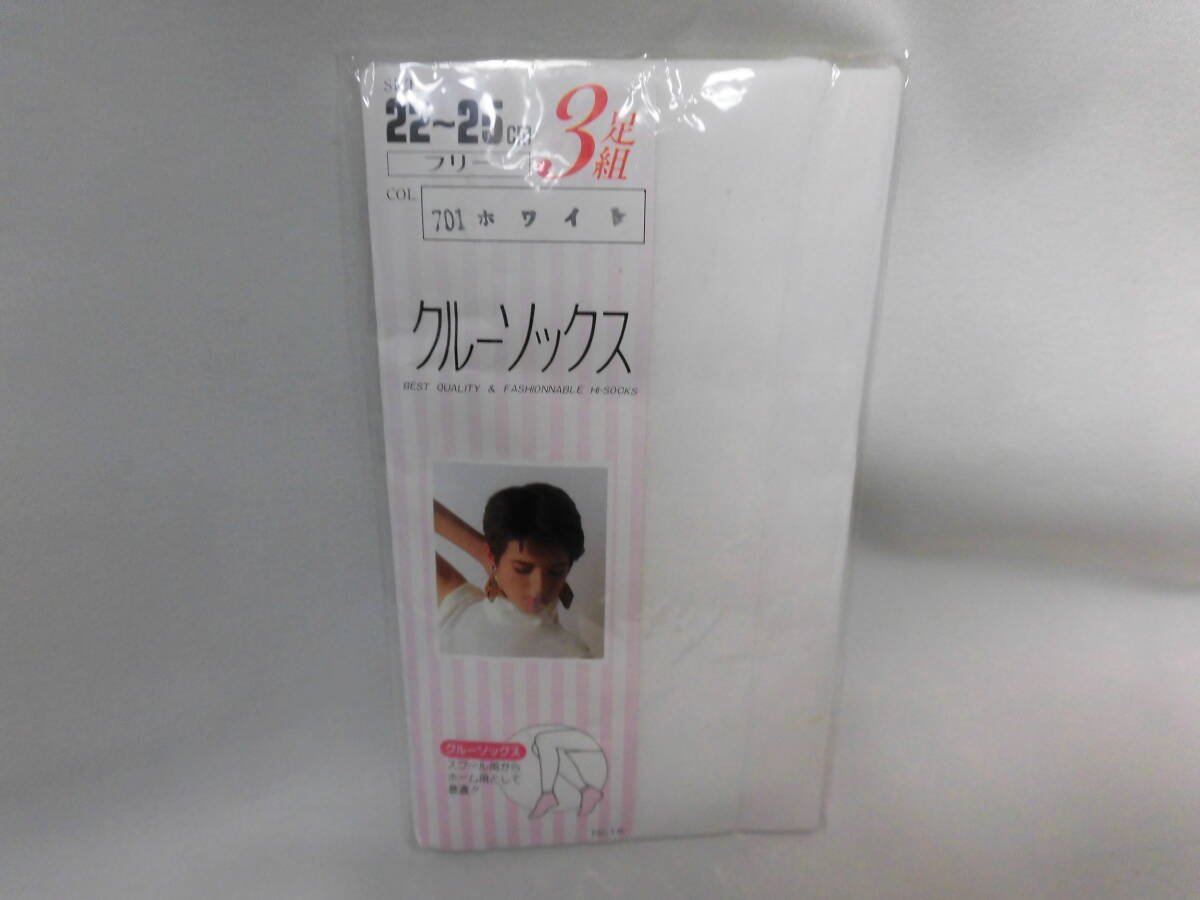 22~25cm
フリー
3足組
COL
701 ホワイト
クルーソックス
BEST QUALITY & FASHIONNABLE HI-SOCKS
クルーソックス
スクール用から
ホーム用として
最適!!